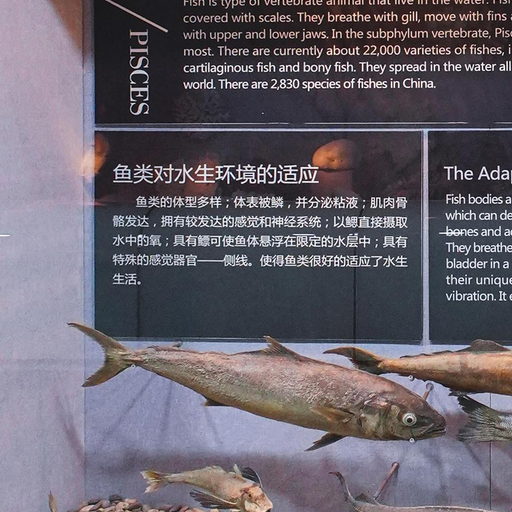 PISCES
Fish is type of vertebrate animal that live in the water. Fish
covered with scales. They breathe with gill, move with fins a
with upper and lower jaws. In the subphylum vertebrate, Pisc
most. There are currently about 22,000 varieties of fishes, i
cartilaginous fish and bony fish. They spread in the water all
world. There are 2,830 species of fishes in China.
鱼类对水生环境的适应
鱼类的体型多样；体表被鳞，并分泌粘液；肌肉骨
骼发达，拥有较发达的感觉和神经系统；以鳃直接摄取
水中的氧；具有鳔可使鱼体悬浮在限定的水层中；具有
特殊的感觉器官——侧线。使得鱼类很好的适应了水生
生活。
The Adap
Fish bodies a
which can de
bones and ac
They breathe
bladder in a
their unique
vibration. It e